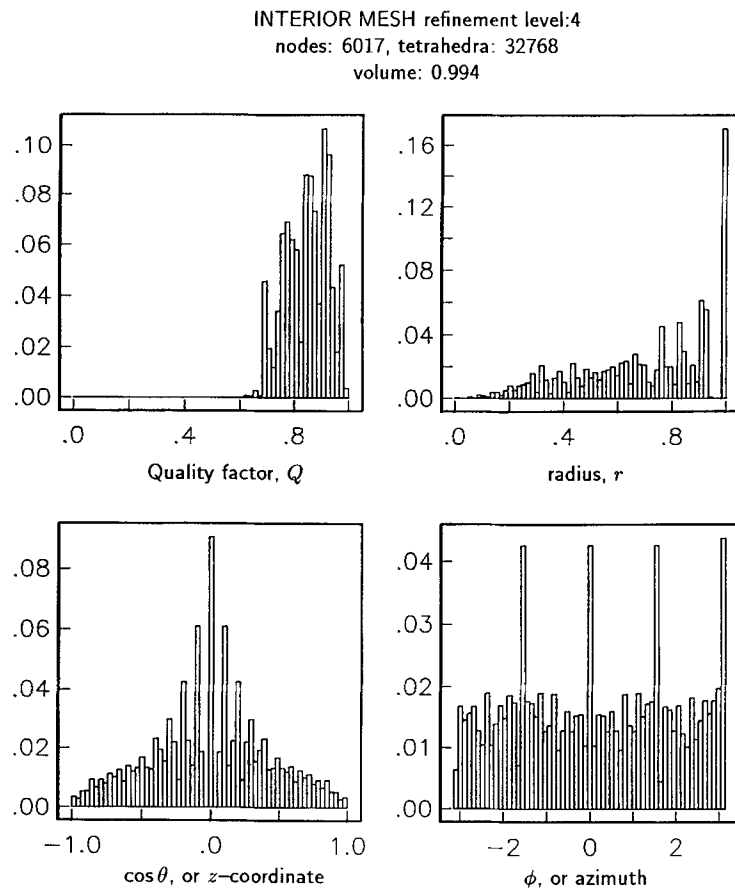 INTERIOR MESH refinement level:4
nodes: 6017, tetrahedra: 32768
volume: 0.994
.10
.08
.06
.04
.02
.00
.0 .4 .8
Quality factor, Q
.16
.12
.08
.04
.00
.0 .4 .8
radius, r
.08
.06
.04
.02
.00
−1.0 .0 1.0
cos θ, or z−coordinate
.04
.03
.02
.01
.00
−2 0 2
ϕ, or azimuth